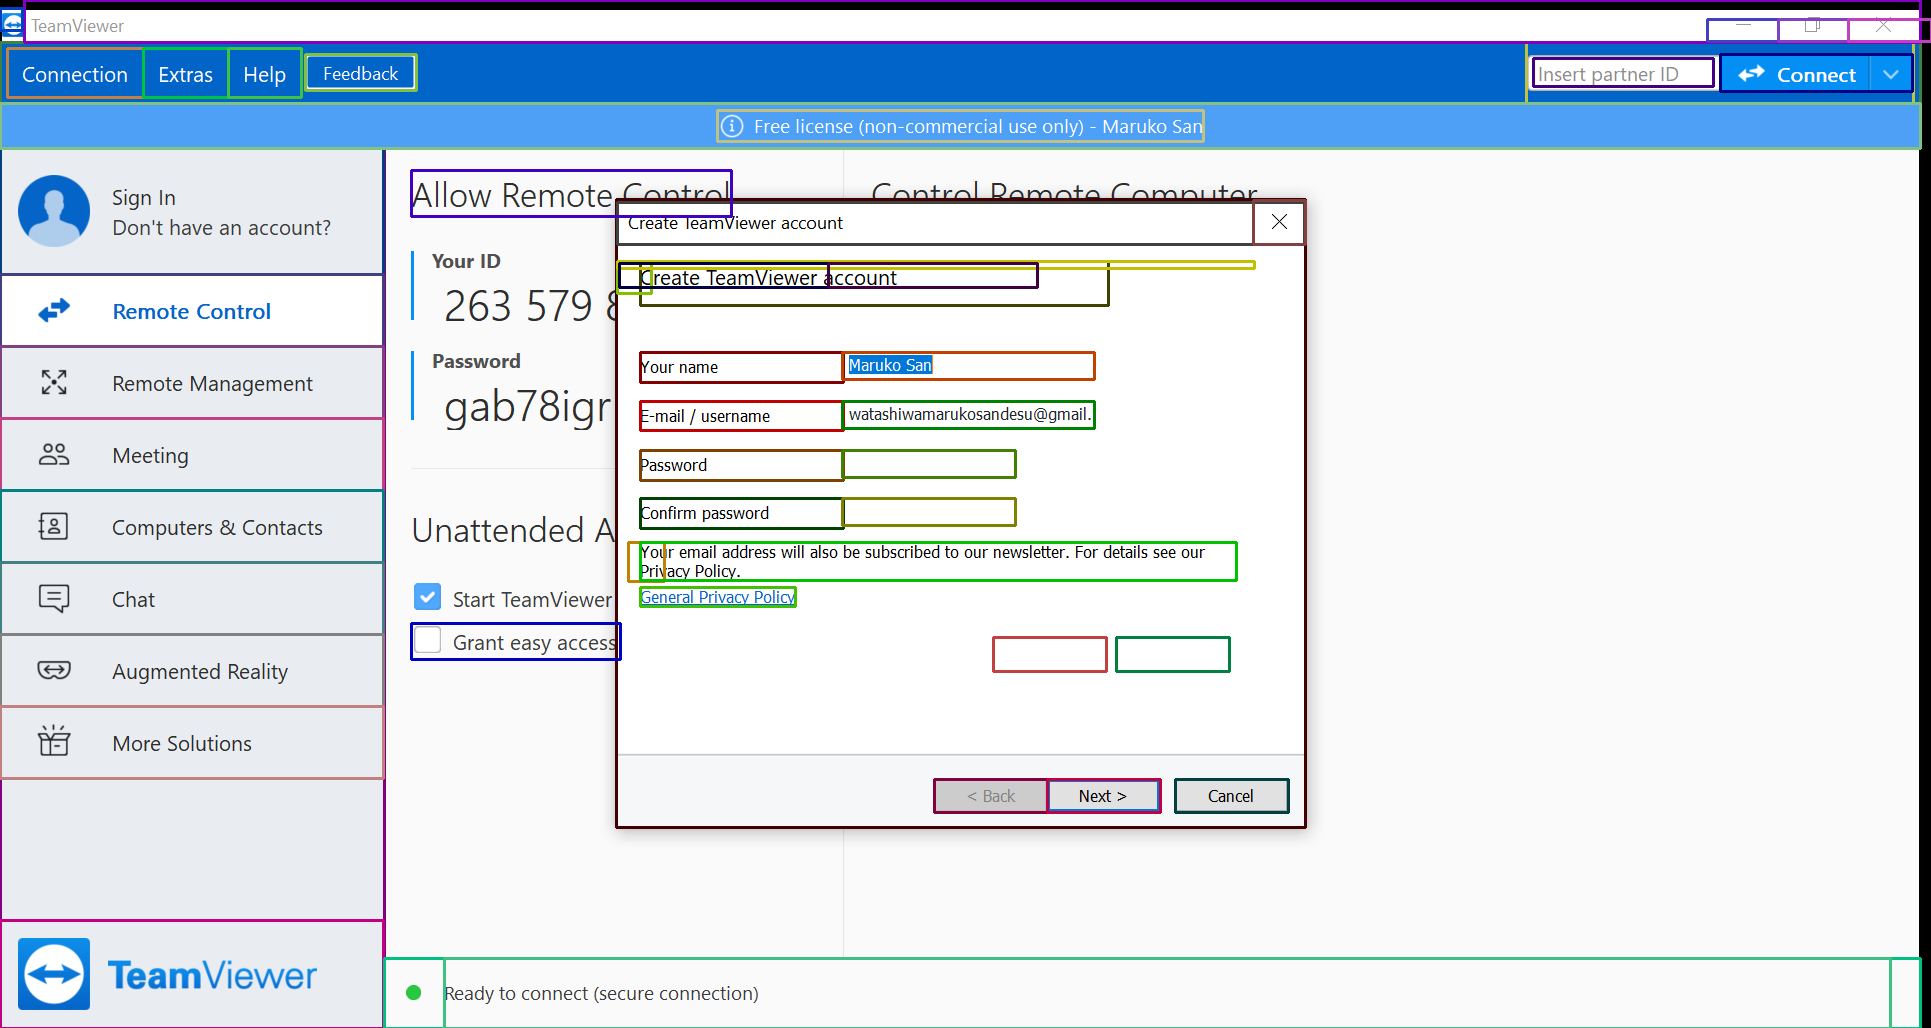 TeamViewer
Connection
Extras
Help
Feedback
Insert partner ID
Connect
Free license (non-commercial use only) - Maruko San
Sign In
Don't have an account?
Remote Control
Remote Management
Meeting
Computers & Contacts
Chat
Augmented Reality
More Solutions
TeamViewer
Allow Remote Control
Your ID
263 579
Password
gab78igr
Unattended A
Start TeamViewer
Grant easy access
Control Remote Computer
Create TeamViewer account
Create TeamViewer account
Your name
Maruko San
E-mail / username
watashiwamarukosandesu@gmail.
Password
Confirm password
Your email address will also be subscribed to our newsletter. For details see our
Privacy Policy.
General Privacy Policy
< Back
Next >
Cancel
Ready to connect (secure connection)